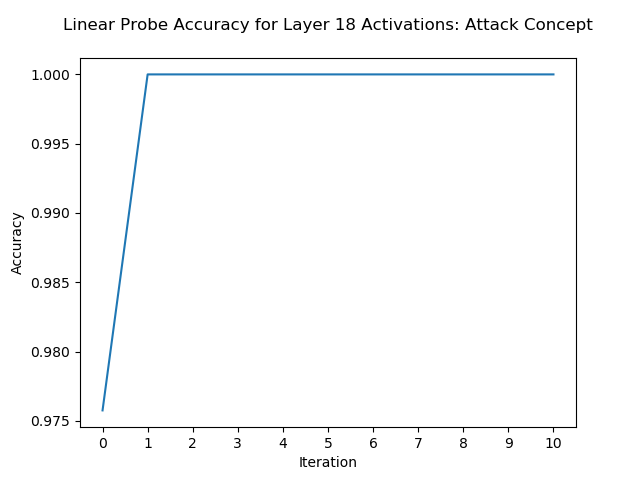 Linear Probe Accuracy for Layer 18 Activations: Attack Concept
1.000
0.995
0.990
0.985
0.980
0.975
Accuracy
0 1 2 3 4 5 6 7 8 9 10
Iteration